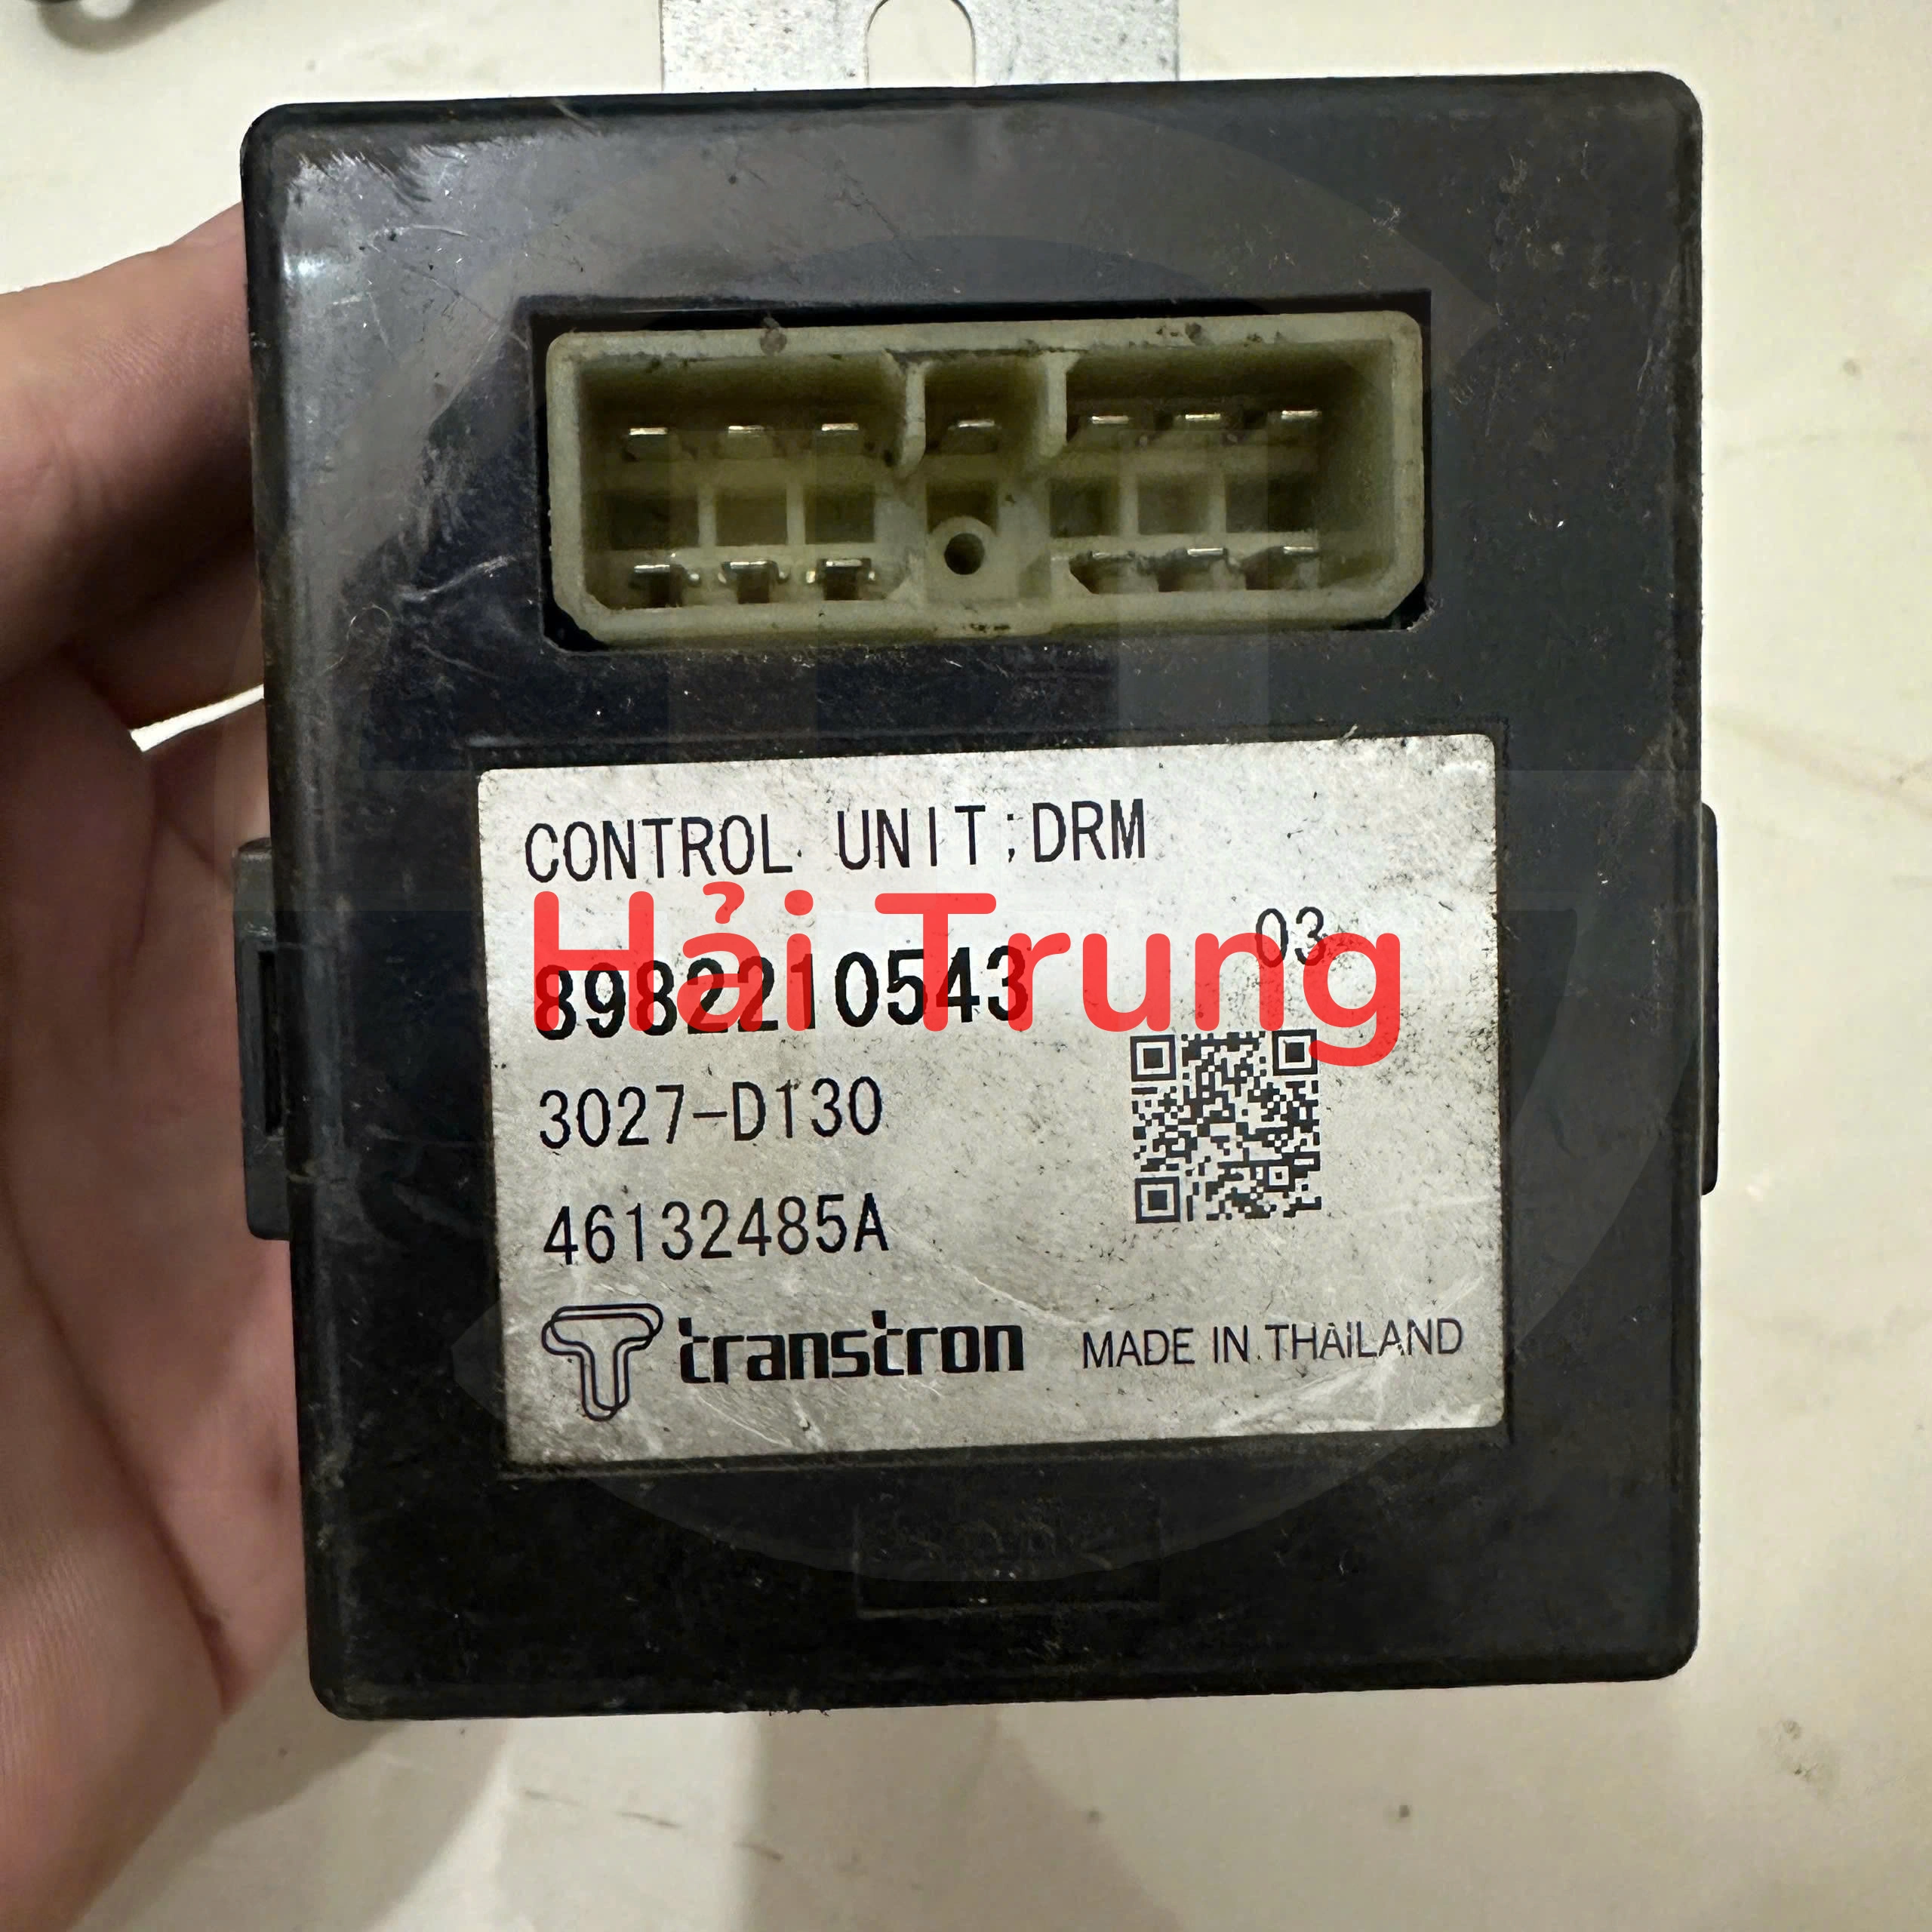 CONTROL UNIT;DRM
Hải Trung
03
8982210543
3027-D130
46132485A
transtron MADE IN THAILAND